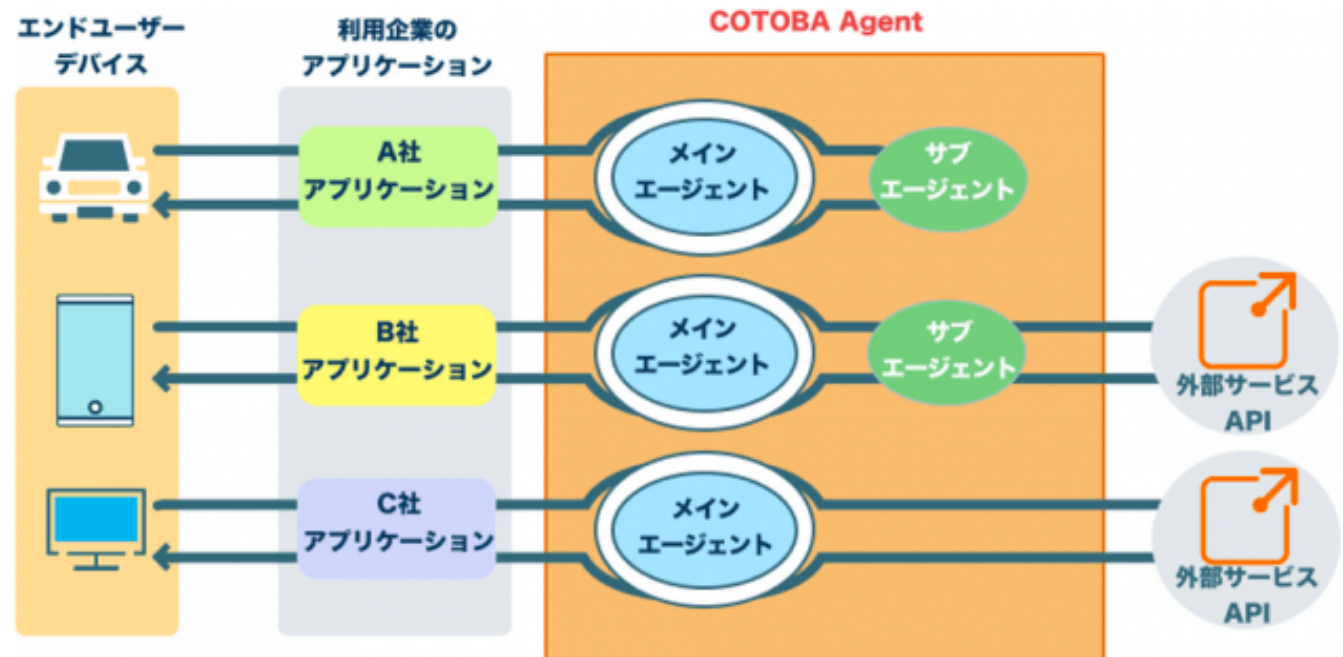 エンドユーザー
デバイス
利用企業の
アプリケーション
COTOBA Agent
A社
アプリケーション
メイン
エージェント
サブ
エージェント
B社
アプリケーション
メイン
エージェント
サブ
エージェント
外部サービス
API
C社
アプリケーション
メイン
エージェント
外部サービス
API